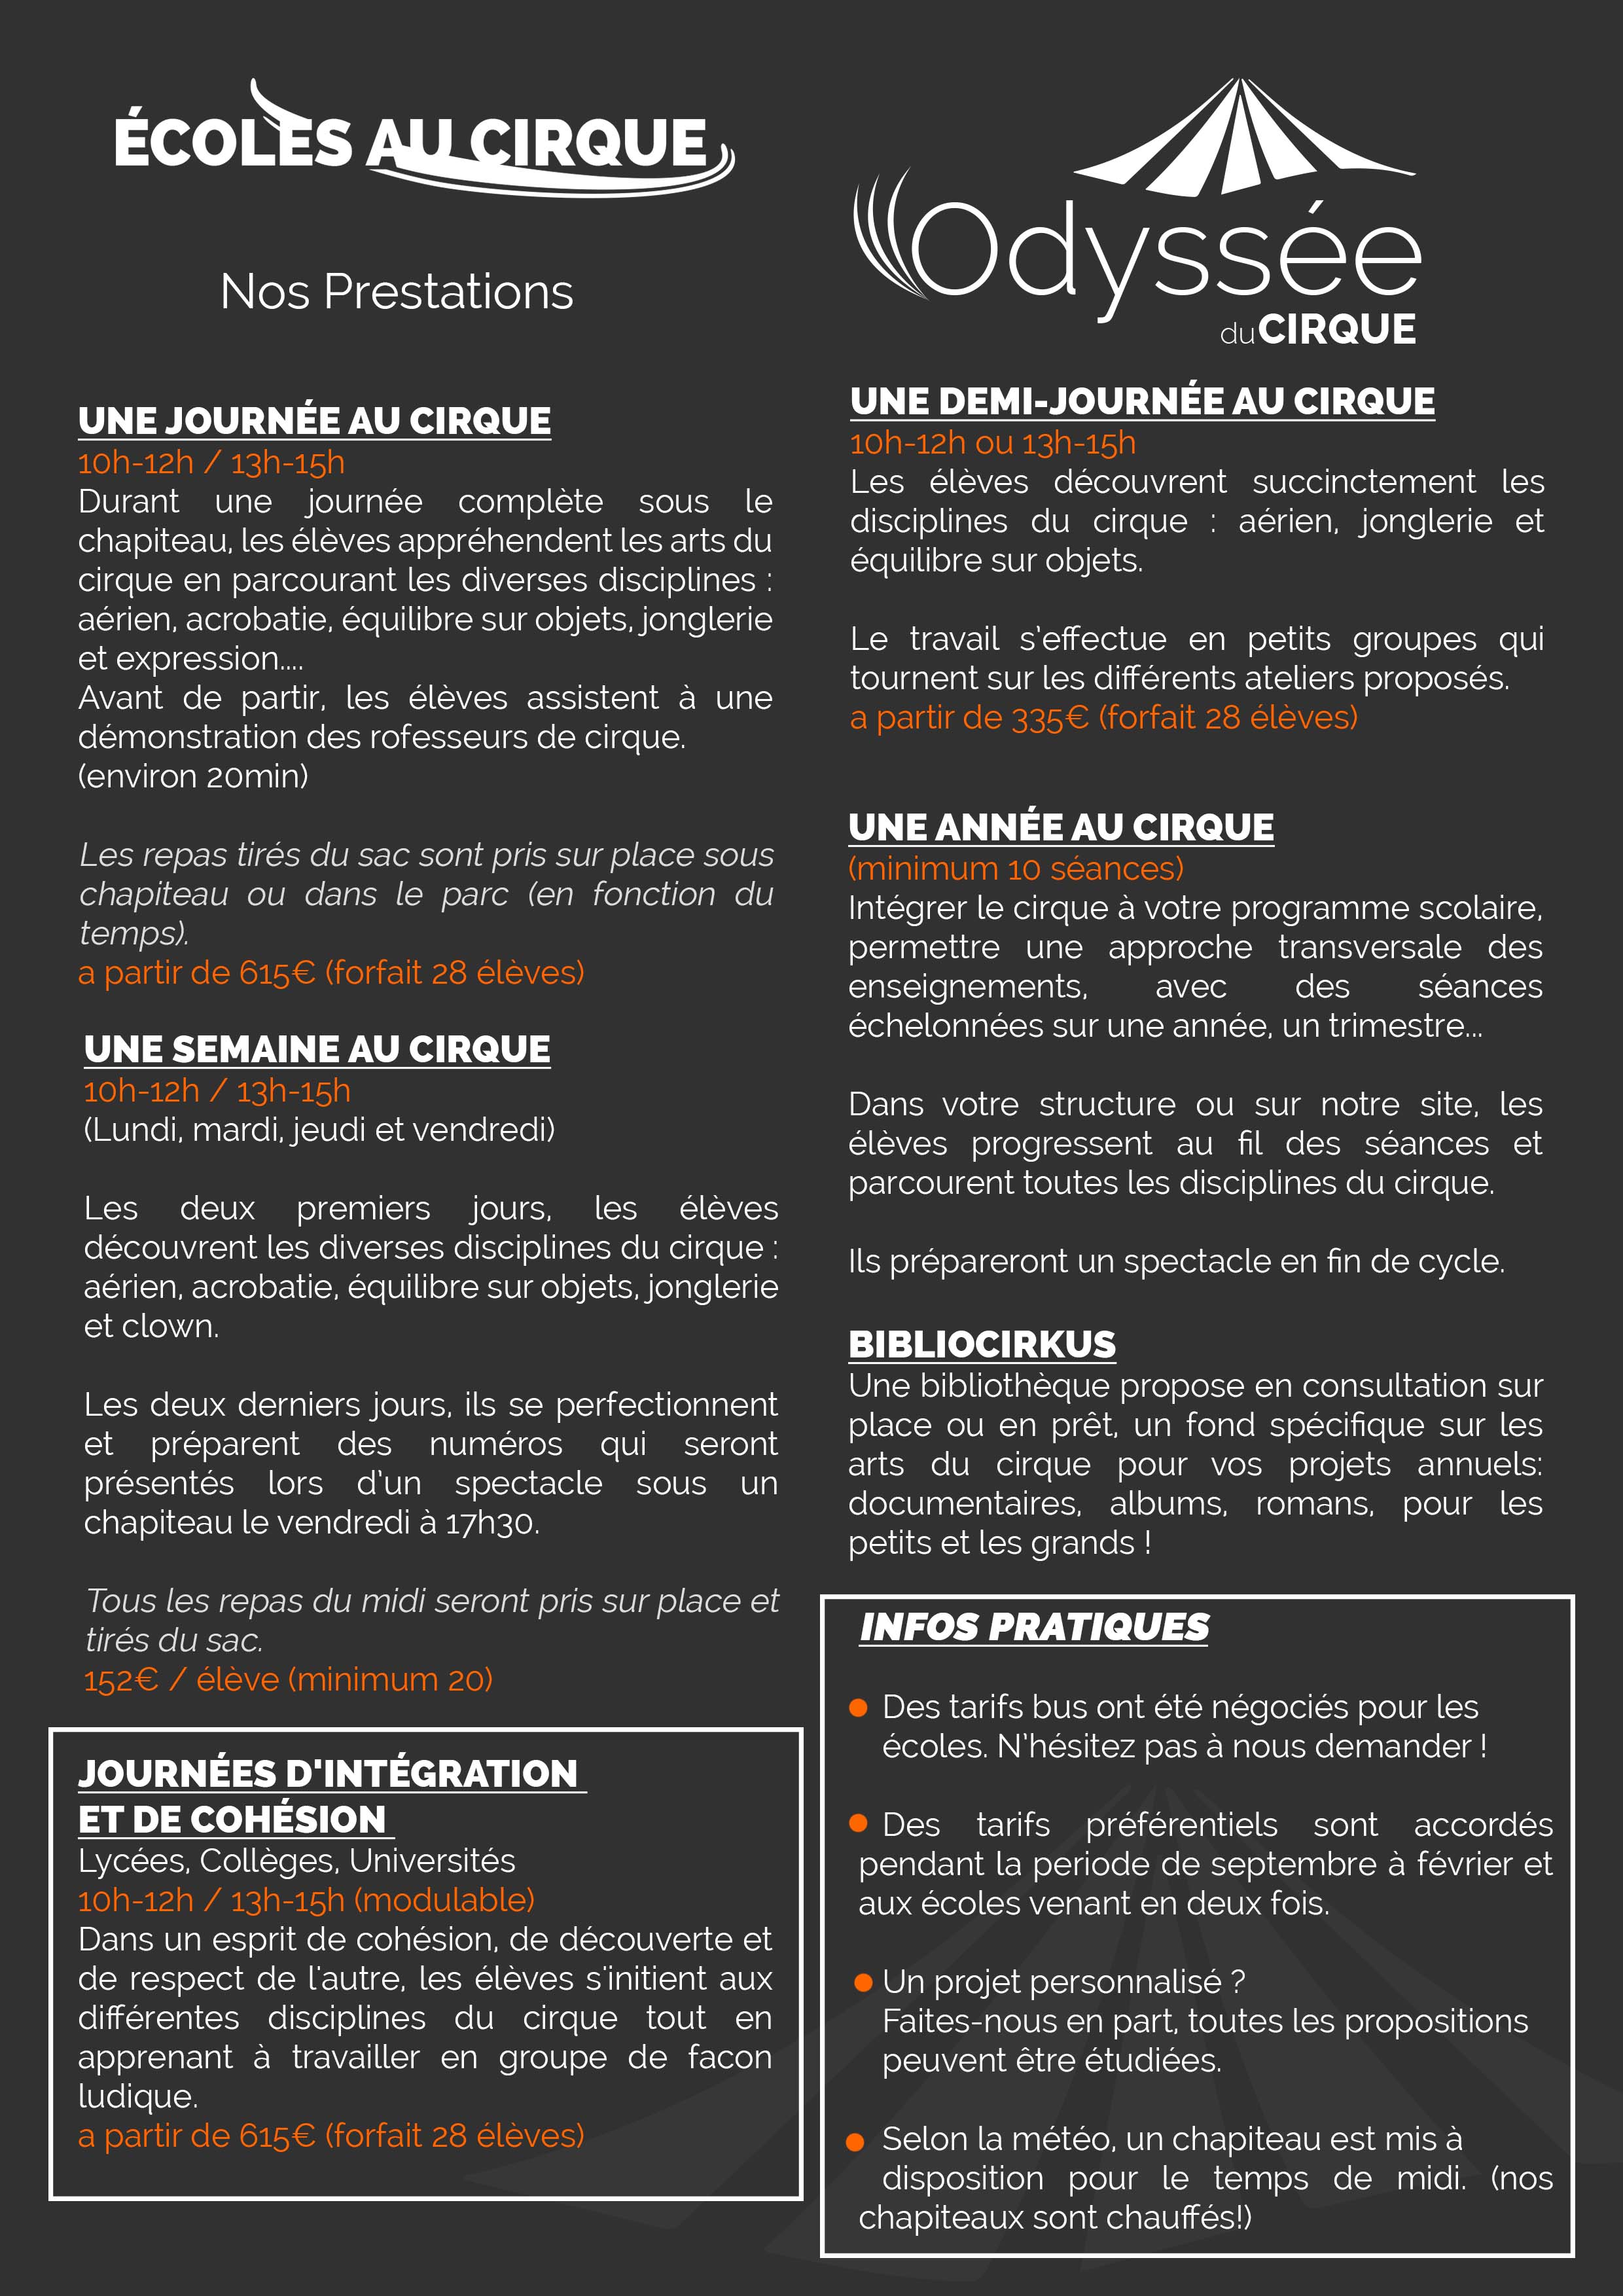 ÉCOLES AU CIRQUE
Nos Prestations
UNE JOURNÉE AU CIRQUE
10h-12h / 13h-15h
Durant une journée complète sous le
chapiteau, les élèves appréhendent les arts du
cirque en parcourant les diverses disciplines :
aérien, acrobatie, équilibre sur objets, jonglerie
et expression....
Avant de partir, les élèves assistent à une
démonstration des rofesseurs de cirque.
(environ 20min)
Les repas tirés du sac sont pris sur place sous
chapiteau ou dans le parc (en fonction du
temps).
a partir de 615€ (forfait 28 élèves)
UNE SEMAINE AU CIRQUE
10h-12h / 13h-15h
(Lundi, mardi, jeudi et vendredi)
Les deux premiers jours, les élèves
découvrent les diverses disciplines du cirque :
aérien, acrobatie, équilibre sur objets, jonglerie
et clown.
Les deux derniers jours, ils se perfectionnent
et préparent des numéros qui seront
présentés lors d'un spectacle sous un
chapiteau le vendredi à 17h30.
Tous les repas du midi seront pris sur place et
tirés du sac.
152€ / élève (minimum 20)
JOURNÉES D'INTÉGRATION
ET DE COHÉSION
Lycées, Collèges, Universités
10h-12h / 13h-15h (modulable)
Dans un esprit de cohésion, de découverte et
de respect de l'autre, les élèves s'initient aux
différentes disciplines du cirque tout en
apprenant à travailler en groupe de facon
ludique.
a partir de 615€ (forfait 28 élèves)
Odyssée
du CIRQUE
UNE DEMI-JOURNÉE AU CIRQUE
10h-12h ou 13h-15h
Les élèves découvrent succinctement les
disciplines du cirque : aérien, jonglerie et
équilibre sur objets.
Le travail s'effectue en petits groupes qui
tournent sur les différents ateliers proposés.
a partir de 335€ (forfait 28 élèves)
UNE ANNÉE AU CIRQUE
(minimum 10 séances)
Intégrer le cirque à votre programme scolaire,
permettre une approche transversale des
enseignements, avec des séances
échelonnées sur une année, un trimestre...
Dans votre structure ou sur notre site, les
élèves progressent au fil des séances et
parcourent toutes les disciplines du cirque.
Ils prépareront un spectacle en fin de cycle.
BIBLIOCIRKUS
Une bibliothèque propose en consultation sur
place ou en prêt, un fond spécifique sur les
arts du cirque pour vos projets annuels:
documentaires, albums, romans, pour les
petits et les grands !
INFOS PRATIQUES
Des tarifs bus ont été négociés pour les
écoles. N'hésitez pas à nous demander !
Des tarifs préférentiels sont accordés
pendant la periode de septembre à février et
aux écoles venant en deux fois.
Un projet personnalisé ?
Faites-nous en part, toutes les propositions
peuvent être étudiées.
Selon la météo, un chapiteau est mis à
disposition pour le temps de midi. (nos
chapiteaux sont chauffés!)